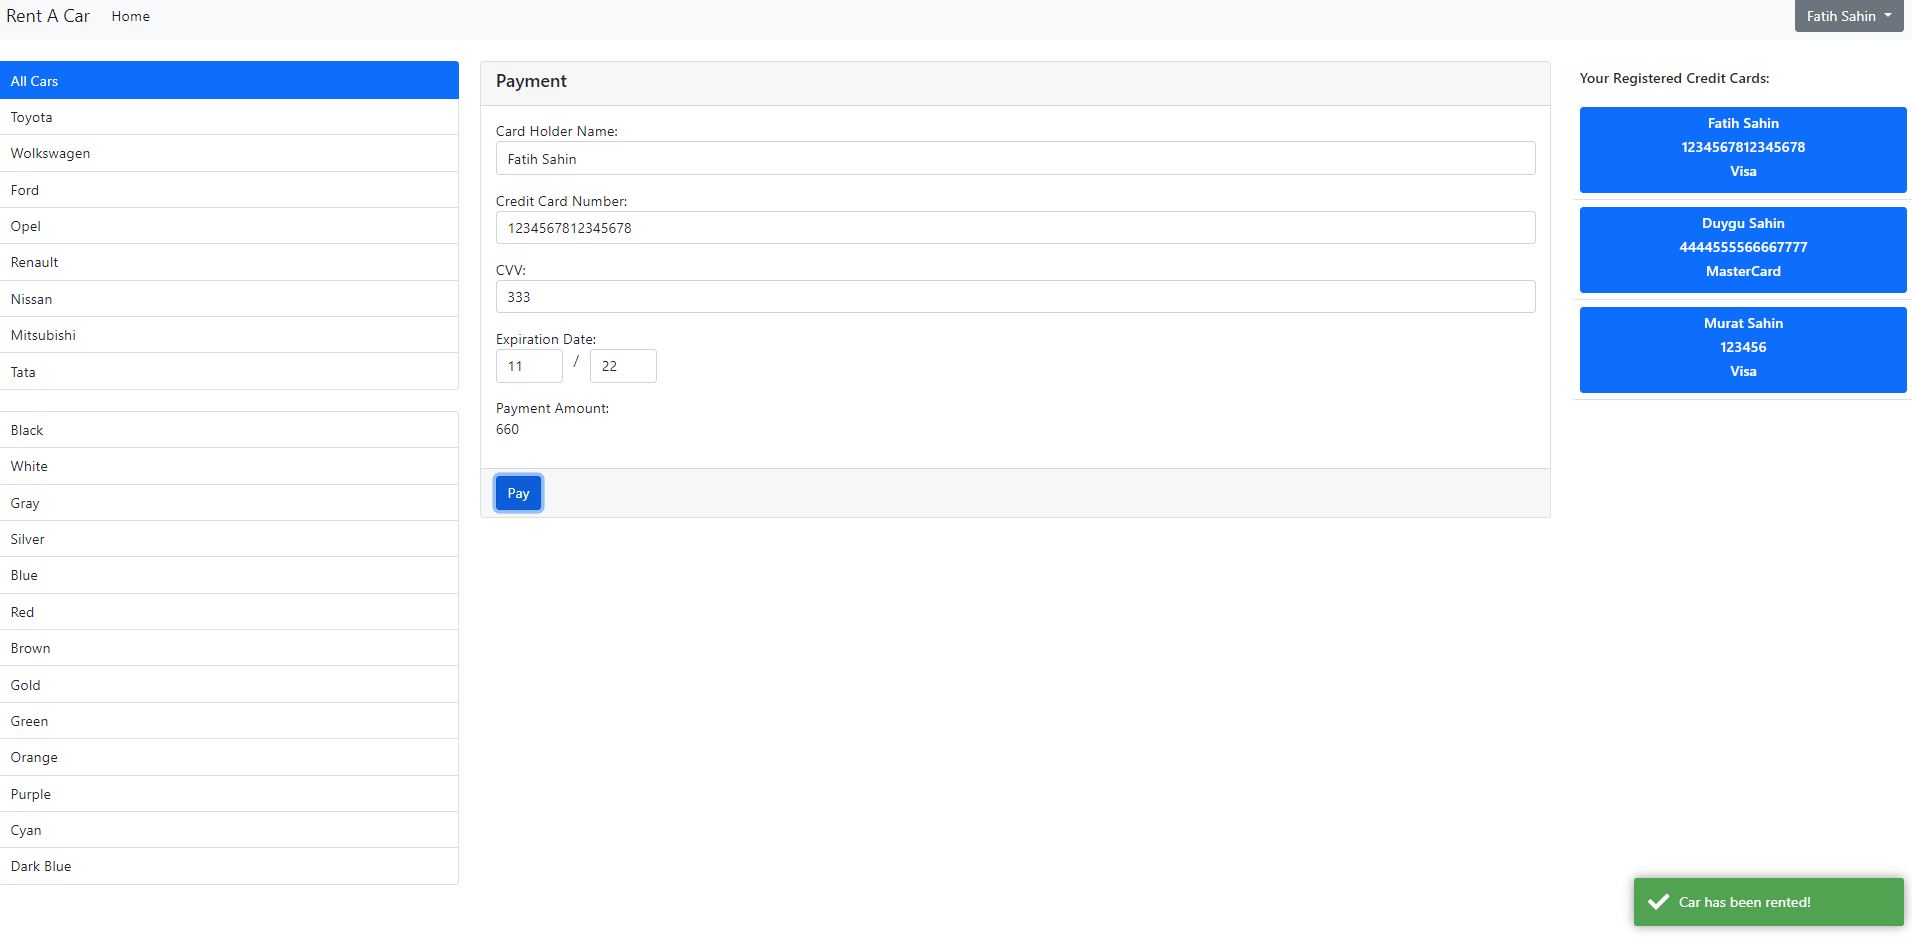 Rent A Car Home Fatih Sahin
All Cars
Toyota
Wolkswagen
Ford
Opel
Renault
Nissan
Mitsubishi
Tata
Black
White
Gray
Silver
Blue
Red
Brown
Gold
Green
Orange
Purple
Cyan
Dark Blue
Payment
Card Holder Name:
Fatih Sahin
Credit Card Number:
1234567812345678
CVV:
333
Expiration Date:
11 / 22
Payment Amount:
660
Pay
Your Registered Credit Cards:
Fatih Sahin
1234567812345678
Visa
Duygu Sahin
4444555566667777
MasterCard
Murat Sahin
123456
Visa
Car has been rented!